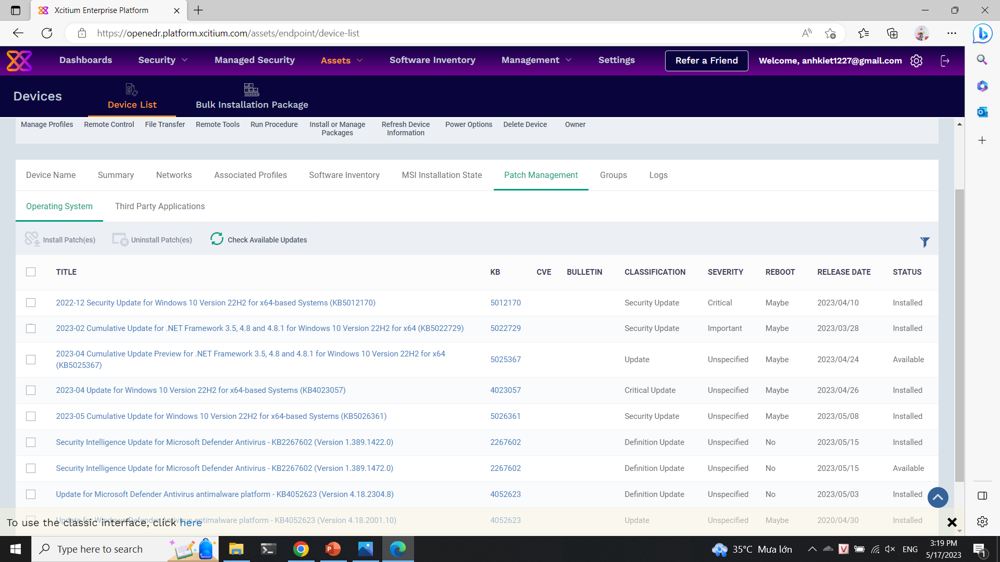 Xcitium Enterprise Platform
https://openedr.platform.xcitium.com/assets/endpoint/device-list
Dashboards Security Managed Security Assets Software Inventory Management Settings Refer a Friend Welcome, anhkiet1227@gmail.com
Devices Device List Bulk Installation Package
Manage Profiles Remote Control File Transfer Remote Tools Run Procedure Install or Manage Packages Refresh Device Information Power Options Delete Device Owner
Device Name Summary Networks Associated Profiles Software Inventory MSI Installation State Patch Management Groups Logs
Operating System Third Party Applications
Install Patch(es) Uninstall Patch(es) Check Available Updates
TITLE KB CVE BULLETIN CLASSIFICATION SEVERITY REBOOT RELEASE DATE STATUS
2022-12 Security Update for Windows 10 Version 22H2 for x64-based Systems (KB5012170) 5012170 Security Update Critical Maybe 2023/04/10 Installed
2023-02 Cumulative Update for .NET Framework 3.5, 4.8 and 4.8.1 for Windows 10 Version 22H2 for x64 (KB5022729) 5022729 Security Update Important Maybe 2023/03/28 Installed
2023-04 Cumulative Update Preview for .NET Framework 3.5, 4.8 and 4.8.1 for Windows 10 Version 22H2 for x64
(KB5025367) 5025367 Update Unspecified Maybe 2023/04/24 Available
2023-04 Update for Windows 10 Version 22H2 for x64-based Systems (KB4023057) 4023057 Critical Update Unspecified Maybe 2023/04/26 Installed
2023-05 Cumulative Update for Windows 10 Version 22H2 for x64-based Systems (KB5026361) 5026361 Security Update Unspecified Maybe 2023/05/08 Installed
Security Intelligence Update for Microsoft Defender Antivirus - KB2267602 (Version 1.389.1422.0) 2267602 Definition Update Unspecified No 2023/05/15 Installed
Security Intelligence Update for Microsoft Defender Antivirus - KB2267602 (Version 1.389.1472.0) 2267602 Definition Update Unspecified No 2023/05/15 Available
Update for Microsoft Defender Antivirus antimalware platform - KB4052623 (Version 4.18.2304.8) 4052623 Definition Update Unspecified No 2023/05/03 Installed
Update for Windows Defender Antivirus antimalware platform - KB4052623 (Version 4.18.2001.10) 4052623 Update Unspecified Maybe 2020/04/30 Installed
To use the classic interface, click here
Type here to search
35°C Mưa lớn ENG 3:19 PM
5/17/2023
1